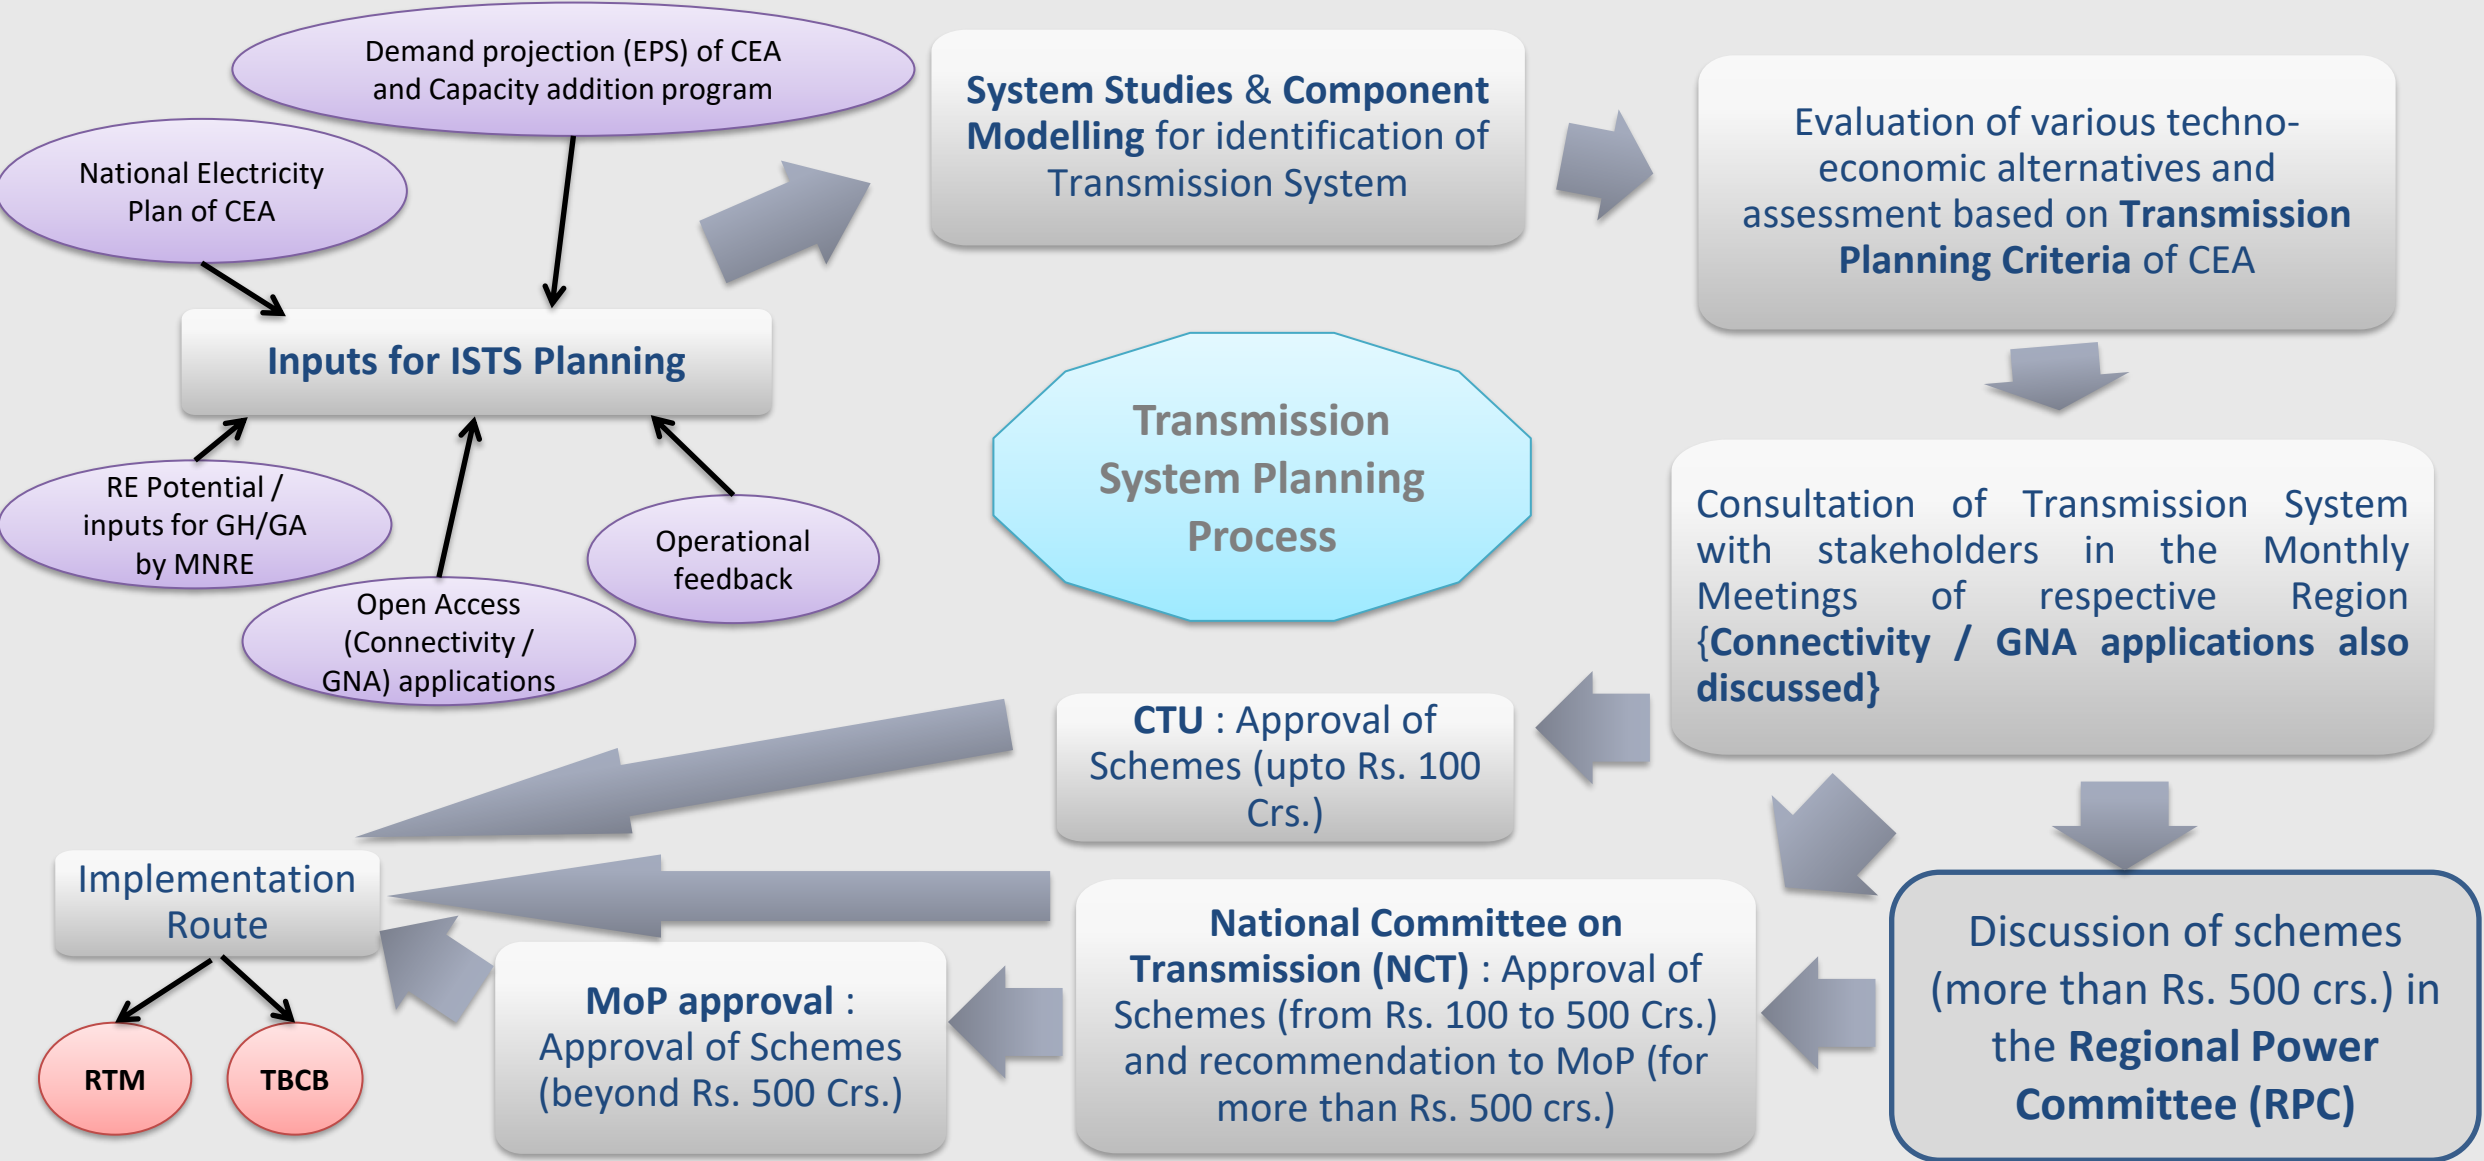 Demand projection (EPS) of CEA
and Capacity addition program
National Electricity
Plan of CEA
Inputs for ISTS Planning
RE Potential /
inputs for GH/GA
by MNRE
Open Access
(Connectivity /
GNA) applications
Operational
feedback
System Studies & Component
Modelling for identification of
Transmission System
Evaluation of various techno-
economic alternatives and
assessment based on Transmission
Planning Criteria of CEA
Transmission
System Planning
Process
Consultation of Transmission System
with stakeholders in the Monthly
Meetings of respective Region
{Connectivity / GNA applications also
discussed}
CTU : Approval of
Schemes (upto Rs. 100
Crs.)
Discussion of schemes
(more than Rs. 500 crs.) in
the Regional Power
Committee (RPC)
National Committee on
Transmission (NCT) : Approval of
Schemes (from Rs. 100 to 500 Crs.)
and recommendation to MoP (for
more than Rs. 500 crs.)
MoP approval :
Approval of Schemes
(beyond Rs. 500 Crs.)
Implementation
Route
RTM
TBCB